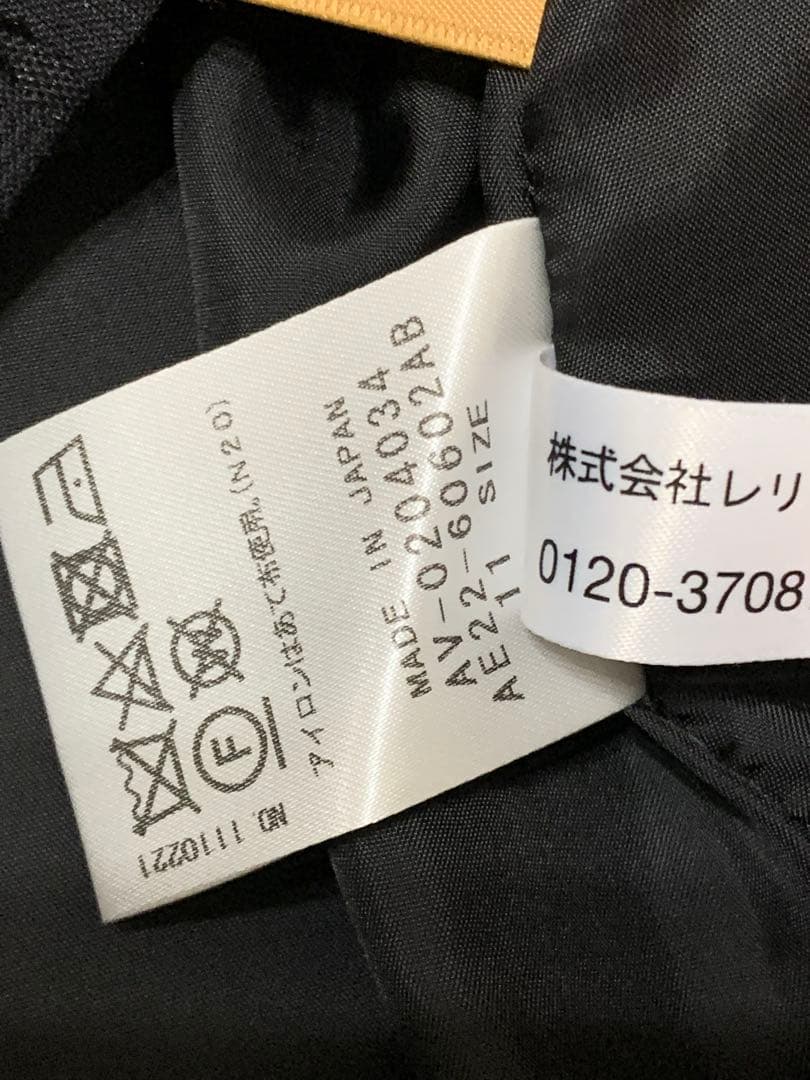 アイロンはあて布使用。(N20)
MADE IN JAPAN
AV-0204034
AE22-60602AB
11 SIZE
株式会社レリ
0120-3708
F
W
1110221